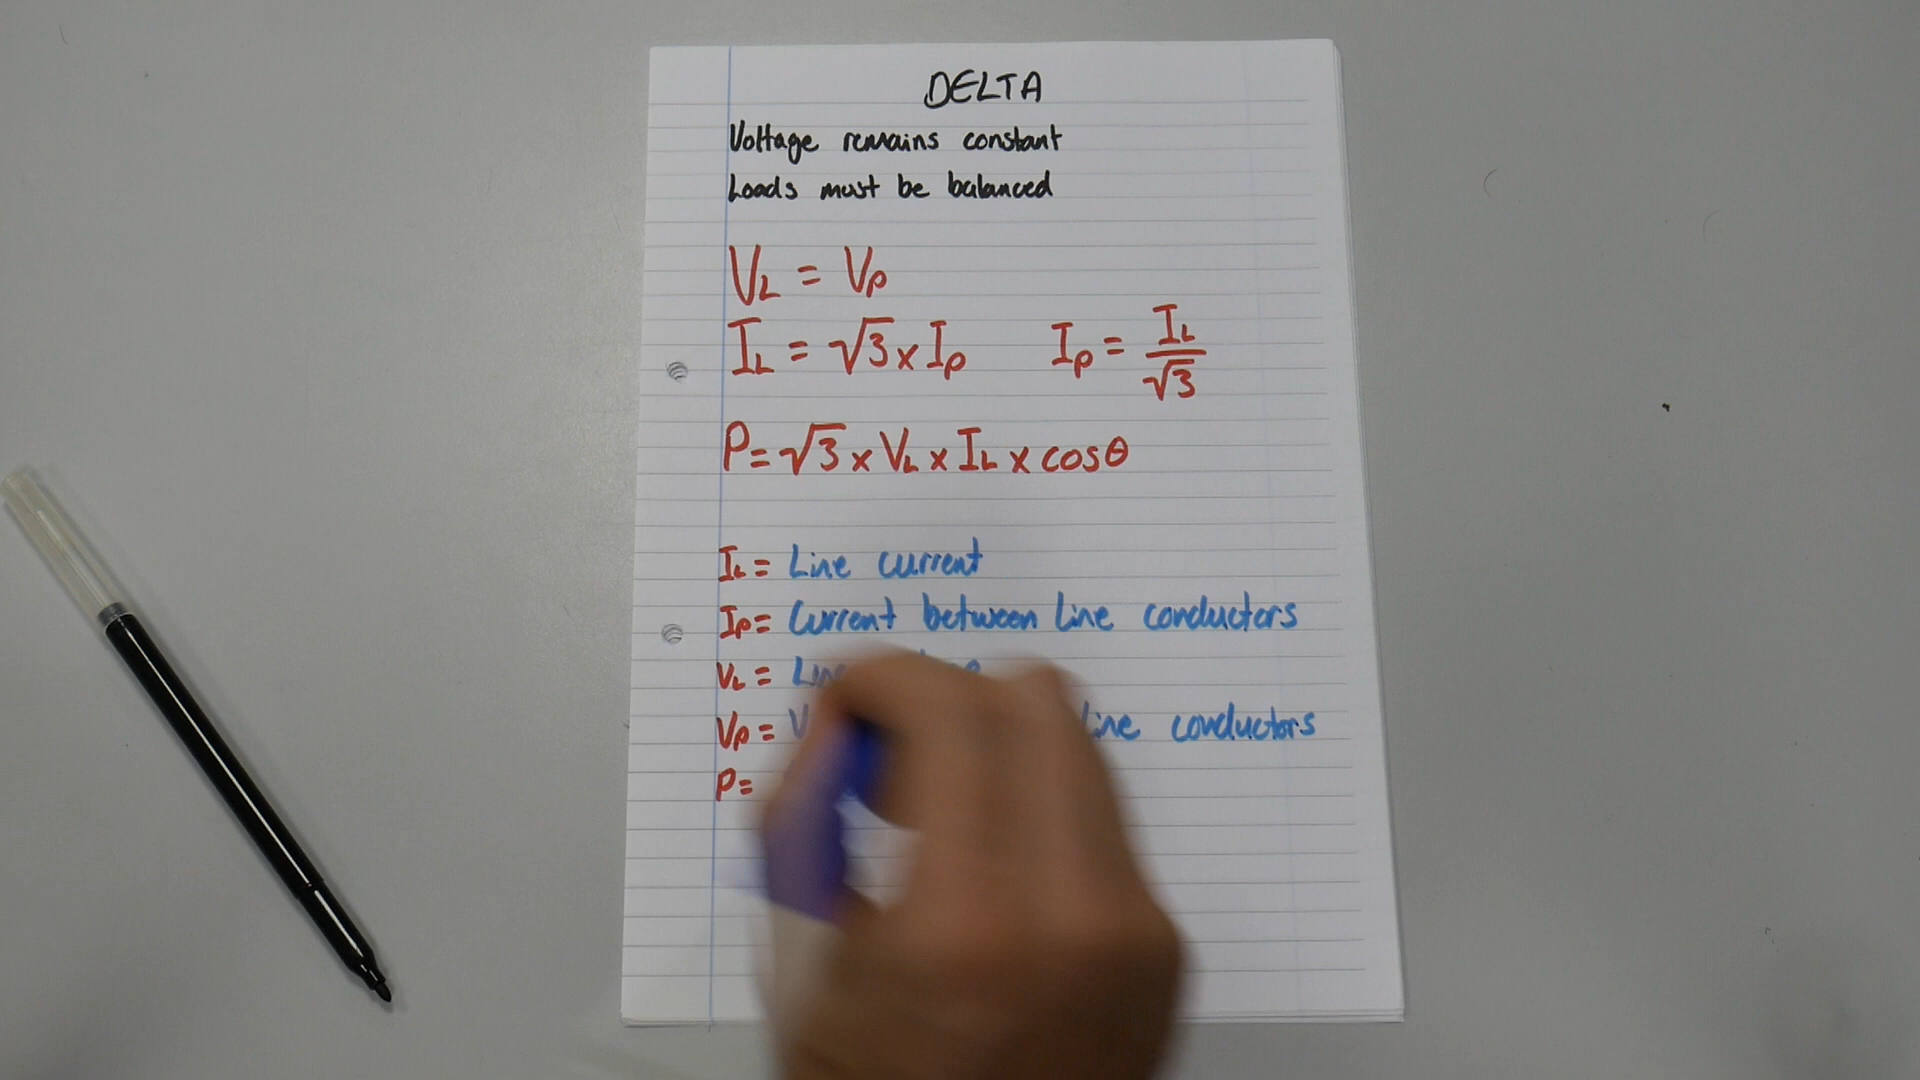 DELTA
Voltage remains constant
Loads must be balanced
VL = VP
IL = √3 x IP IP = IL/√3
P = √3 x VL x IL x cosθ
IL = Line current
IP = Current between Line conductors
VL =
VP = Line conductors
P =